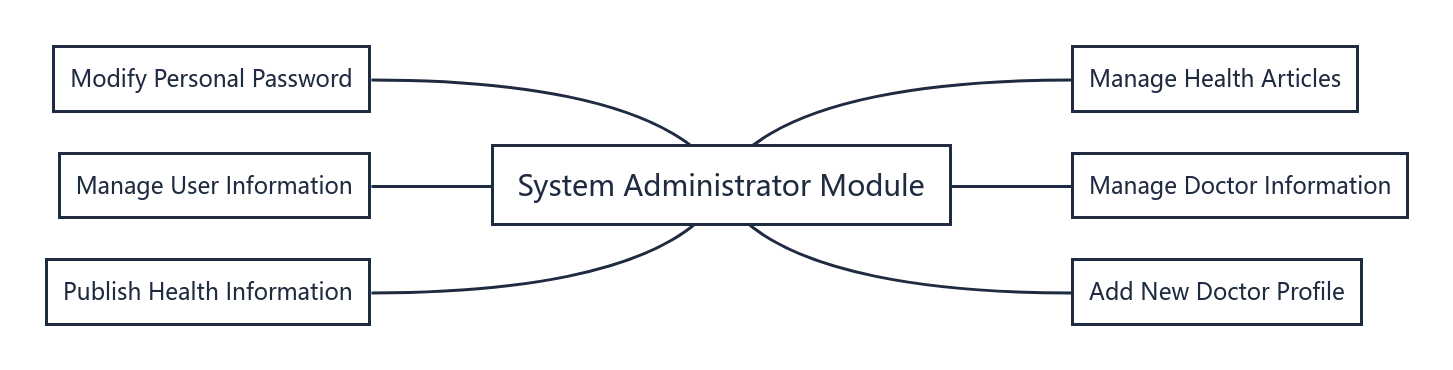 Modify Personal Password
Manage User Information
Publish Health Information
System Administrator Module
Manage Health Articles
Manage Doctor Information
Add New Doctor Profile